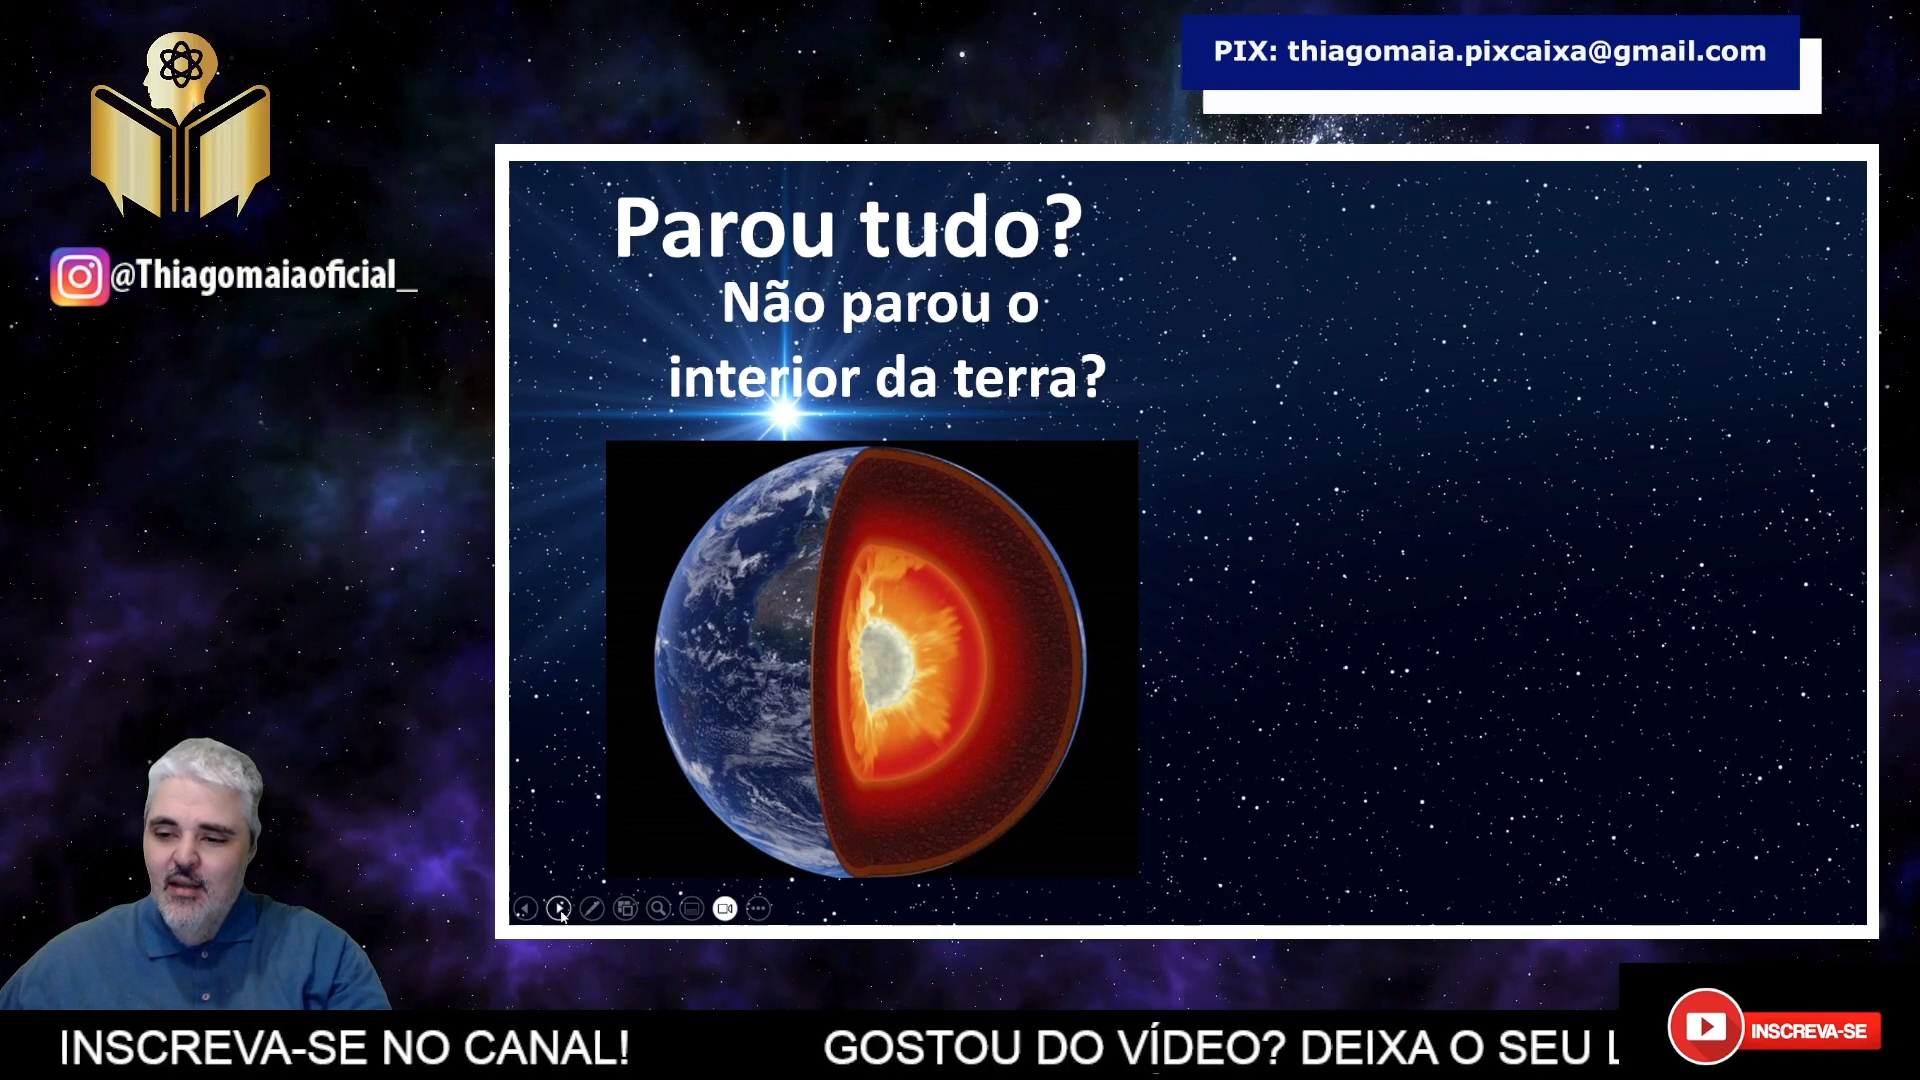 PIX: thiagomaia.pixcaixa@gmail.com
@Thiagomaiaoficial_
Parou tudo?
Não parou o
interior da terra?
INSCREVA-SE NO CANAL!
GOSTOU DO VÍDEO? DEIXA O SEU L
INSCREVA-SE